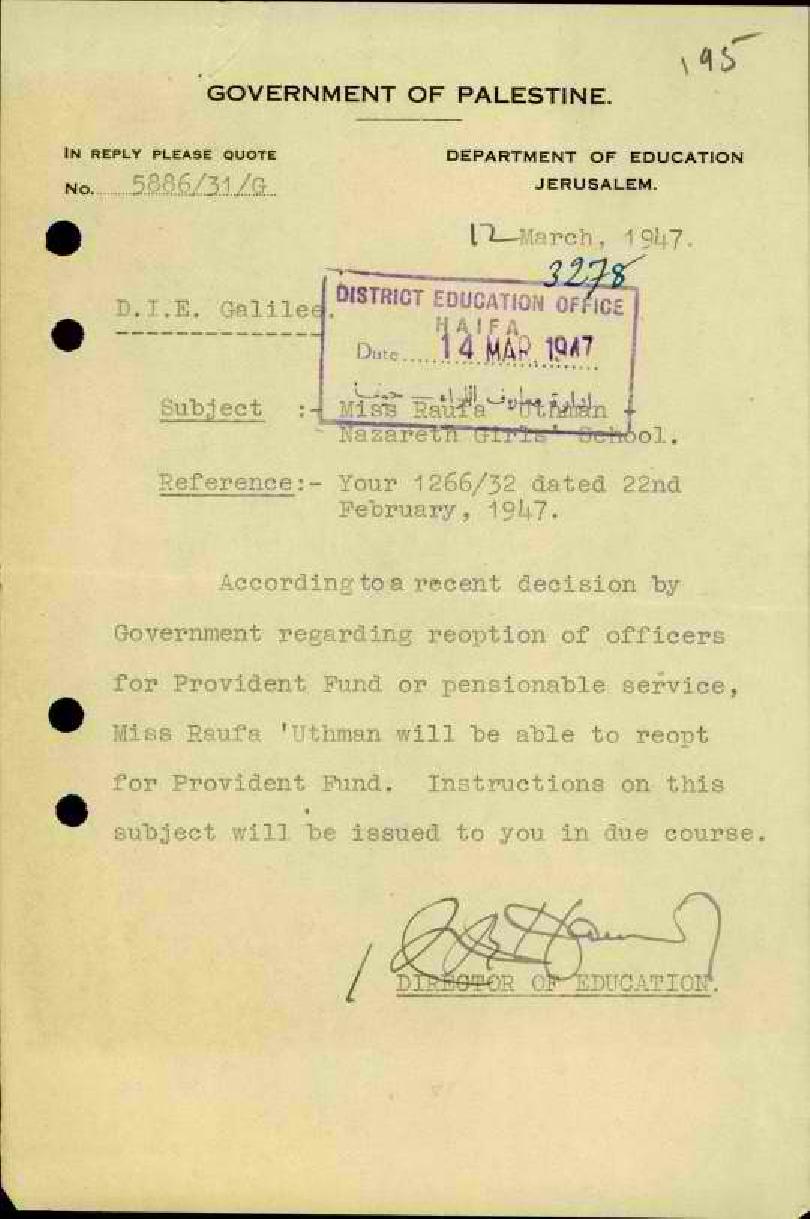 195
GOVERNMENT OF PALESTINE.
IN REPLY PLEASE QUOTE
No. 5886/31/G
DEPARTMENT OF EDUCATION
JERUSALEM.
12 March, 1947.
3278
D.I.E. Galilee.
DISTRICT EDUCATION OFFICE
HAIFA
Date 14 MAR 1947
إدارة معارف اللواء — حيفا
Subject :- Miss Raufa 'Uthman -
Nazareth Girls' School.
Reference:- Your 1266/32 dated 22nd
February, 1947.
According to a recent decision by
Government regarding reoption of officers
for Provident Fund or pensionable service,
Miss Raufa 'Uthman will be able to reopt
for Provident Fund. Instructions on this
subject will be issued to you in due course.
DIRECTOR OF EDUCATION.